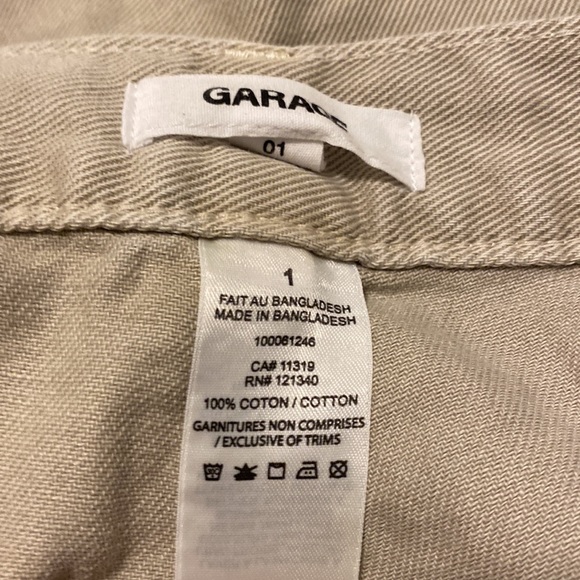 GARAGE
01
1
FAIT AU BANGLADESH
MADE IN BANGLADESH
100061246
CA# 11319
RN# 121340
100% COTON / COTTON
GARNITURES NON COMPRISES
/ EXCLUSIVE OF TRIMS